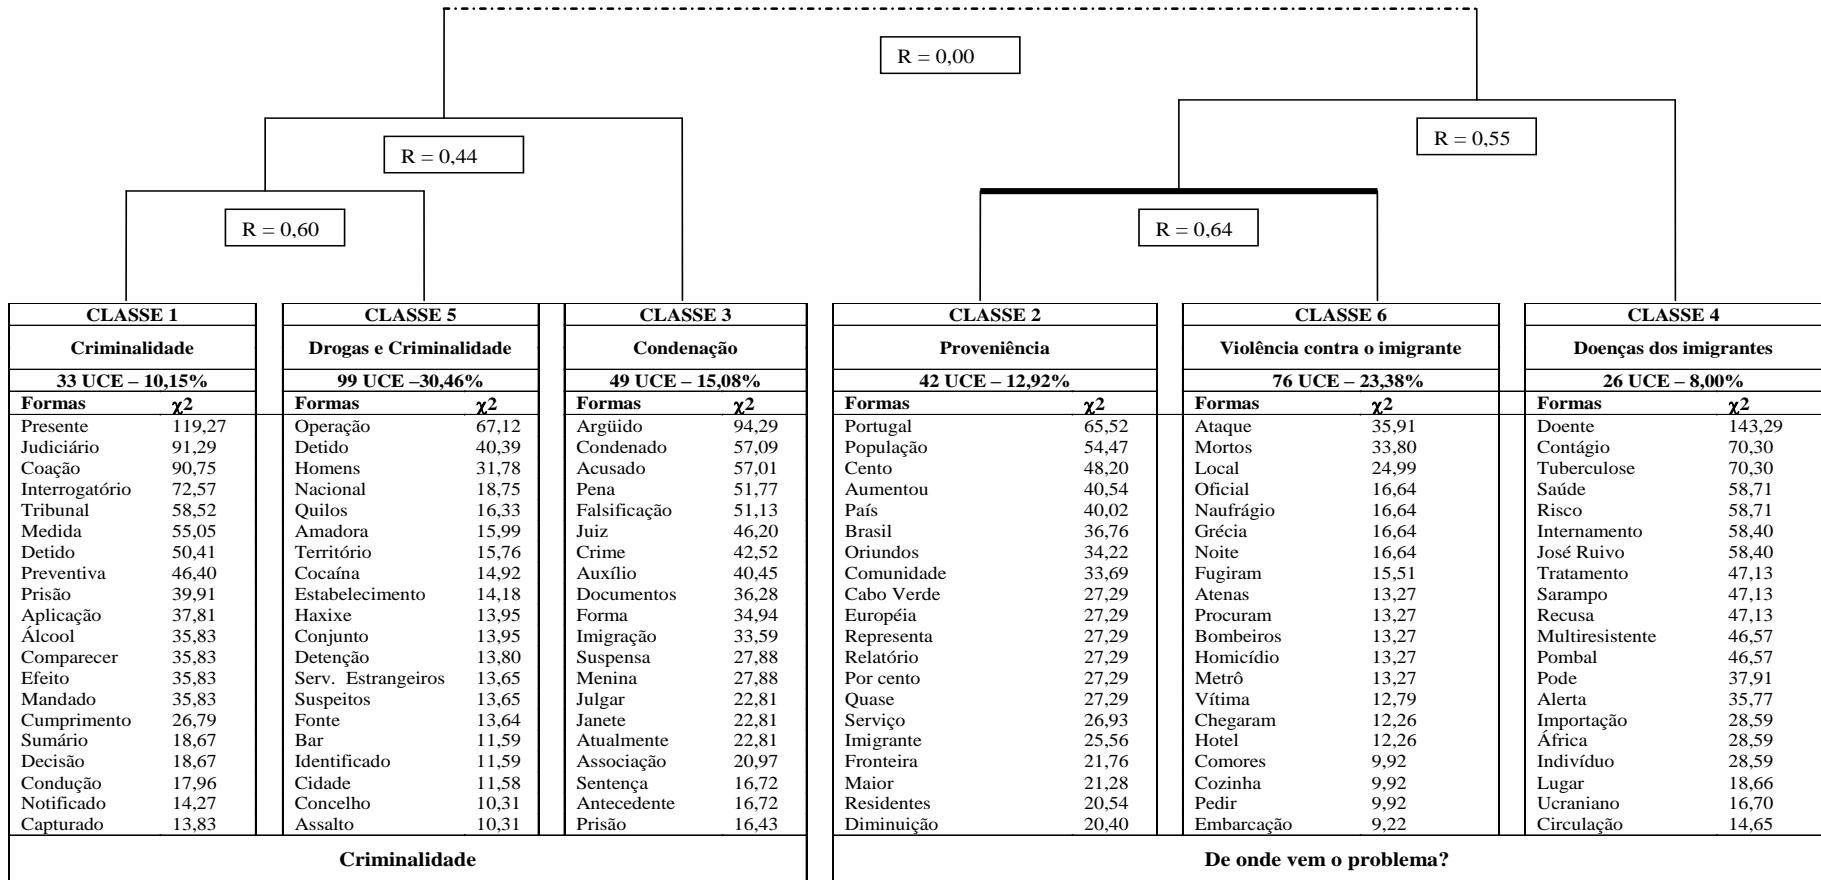 R = 0,00
R = 0,44
R = 0,55
R = 0,60
R = 0,64
CLASSE 1 CLASSE 5 CLASSE 3 CLASSE 2 CLASSE 6 CLASSE 4
Criminalidade Drogas e Criminalidade Condenação Proveniência Violência contra o imigrante Doenças dos imigrantes
33 UCE – 10,15% 99 UCE –30,46% 49 UCE – 15,08% 42 UCE – 12,92% 76 UCE – 23,38% 26 UCE – 8,00%
Formas χ2 Formas χ2 Formas χ2 Formas χ2 Formas χ2 Formas χ2
Presente 119,27 Operação 67,12 Argüido 94,29 Portugal 65,52 Ataque 35,91 Doente 143,29
Judiciário 91,29 Detido 40,39 Condenado 57,09 População 54,47 Mortos 33,80 Contágio 70,30
Coação 90,75 Homens 31,78 Acusado 57,01 Cento 48,20 Local 24,99 Tuberculose 70,30
Interrogatório 72,57 Nacional 18,75 Pena 51,77 Aumentou 40,54 Oficial 16,64 Saúde 58,71
Tribunal 58,52 Quilos 16,33 Falsificação 51,13 País 40,02 Naufrágio 16,64 Risco 58,71
Medida 55,05 Amadora 15,99 Juiz 46,20 Brasil 36,76 Grécia 16,64 Internamento 58,40
Detido 50,41 Território 15,76 Crime 42,52 Oriundos 34,22 Noite 16,64 José Ruivo 58,40
Preventiva 46,40 Cocaína 14,92 Auxílio 40,45 Comunidade 33,69 Fugiram 15,51 Tratamento 47,13
Prisão 39,91 Estabelecimento 14,18 Documentos 36,28 Cabo Verde 27,29 Atenas 13,27 Sarampo 47,13
Aplicação 37,81 Haxixe 13,95 Forma 34,94 Européia 27,29 Procuram 13,27 Recusa 47,13
Álcool 35,83 Conjunto 13,95 Imigração 33,59 Representa 27,29 Bombeiros 13,27 Multiresistente 46,57
Comparecer 35,83 Detenção 13,80 Suspensa 27,88 Relatório 27,29 Homicídio 13,27 Pombal 46,57
Efeito 35,83 Serv. Estrangeiros 13,65 Menina 27,88 Por cento 27,29 Metrô 13,27 Pode 37,91
Mandado 35,83 Suspeitos 13,65 Julgar 22,81 Quase 27,29 Vítima 12,79 Alerta 35,77
Cumprimento 26,79 Fonte 13,64 Janete 22,81 Serviço 26,93 Chegaram 12,26 Importação 28,59
Sumário 18,67 Bar 11,59 Atualmente 22,81 Imigrante 25,56 Hotel 12,26 África 28,59
Decisão 18,67 Identificado 11,59 Associação 20,97 Fronteira 21,76 Comores 9,92 Indivíduo 28,59
Condução 17,96 Cidade 11,58 Sentença 16,72 Maior 21,28 Cozinha 9,92 Lugar 18,66
Notificado 14,27 Concelho 10,31 Antecedente 16,72 Residentes 20,54 Pedir 9,92 Ucraniano 16,70
Capturado 13,83 Assalto 10,31 Prisão 16,43 Diminuição 20,40 Embarcação 9,22 Circulação 14,65
Criminalidade De onde vem o problema?